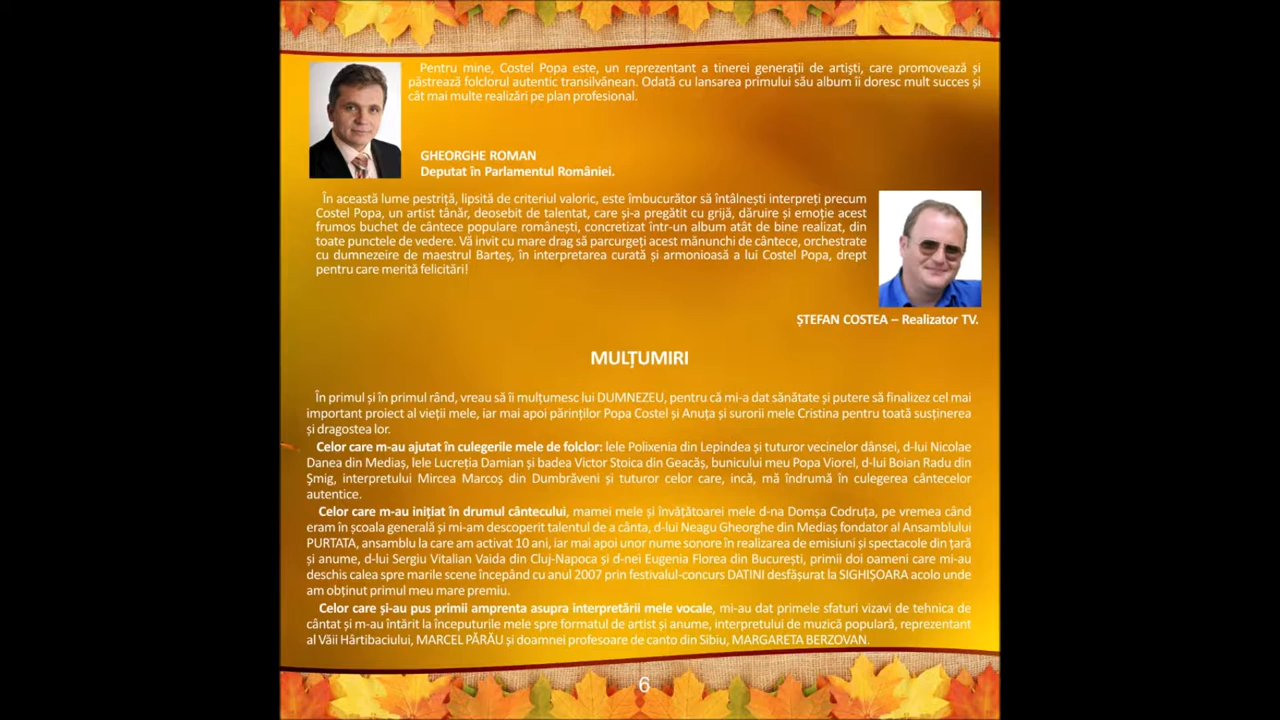 Pentru mine, Costel Popa este, un reprezentant a tinerei generații de artişti, care promovează și
păstrează folclorul autentic transilvănean. Odată cu lansarea primului său album îi doresc mult succes și
cât mai multe realizări pe plan profesional.
GHEORGHE ROMAN
Deputat în Parlamentul României.
În această lume pestriță, lipsită de criteriul valoric, este îmbucurător să întâlnești interpreți precum
Costel Popa, un artist tânăr, deosebit de talentat, care și-a pregătit cu grijă, dăruire și emoție acest
frumos buchet de cântece populare românești, concretizat într-un album atât de bine realizat, din
toate punctele de vedere. Vă invit cu mare drag să parcurgeți acest mănunchi de cântece, orchestrate
cu dumnezeire de maestrul Barteș, în interpretarea curată și armonioasă a lui Costel Popa, drept
pentru care merită felicitări!
ȘTEFAN COSTEA – Realizator TV.
MULȚUMIRI
În primul și în primul rând, vreau să îi mulțumesc lui DUMNEZEU, pentru că mi-a dat sănătate și putere să finalizez cel mai
important proiect al vieții mele, iar mai apoi părinților Popa Costel și Anuța și surorii mele Cristina pentru toată susținerea
și dragostea lor.
Celor care m-au ajutat în culegerile mele de folclor: lele Polixenia din Lepindea și tuturor vecinelor dânsei, d-lui Nicolae
Danea din Mediaș, lele Lucreția Damian și badea Victor Stoica din Geacăș, bunicului meu Popa Viorel, d-lui Boian Radu din
Şmig, interpretului Mircea Marcoș din Dumbrăveni și tuturor celor care, incă, mă îndrumă în culegerea cântecelor
autentice.
Celor care m-au inițiat în drumul cântecului, mamei mele și învățătoarei mele d-na Domșa Codruța, pe vremea când
eram în școala generală și mi-am descoperit talentul de a cânta, d-lui Neagu Gheorghe din Mediaș fondator al Ansamblului
PURTATA, ansamblu la care am activat 10 ani, iar mai apoi unor nume sonore în realizarea de emisiuni și spectacole din țară
și anume, d-lui Sergiu Vitalian Vaida din Cluj-Napoca și d-nei Eugenia Florea din București, primii doi oameni care mi-au
deschis calea spre marile scene începând cu anul 2007 prin festivalul-concurs DATINI desfășurat la SIGHIȘOARA acolo unde
am obținut primul meu mare premiu.
Celor care și-au pus primii amprenta asupra interpretării mele vocale, mi-au dat primele sfaturi vizavi de tehnica de
cântat și m-au întărit la începuturile mele spre formatul de artist și anume, interpretului de muzică populară, reprezentant
al Văii Hârtibaciului, MARCEL PĂRĂU și doamnei profesoare de canto din Sibiu, MARGARETA BERZOVAN.
6